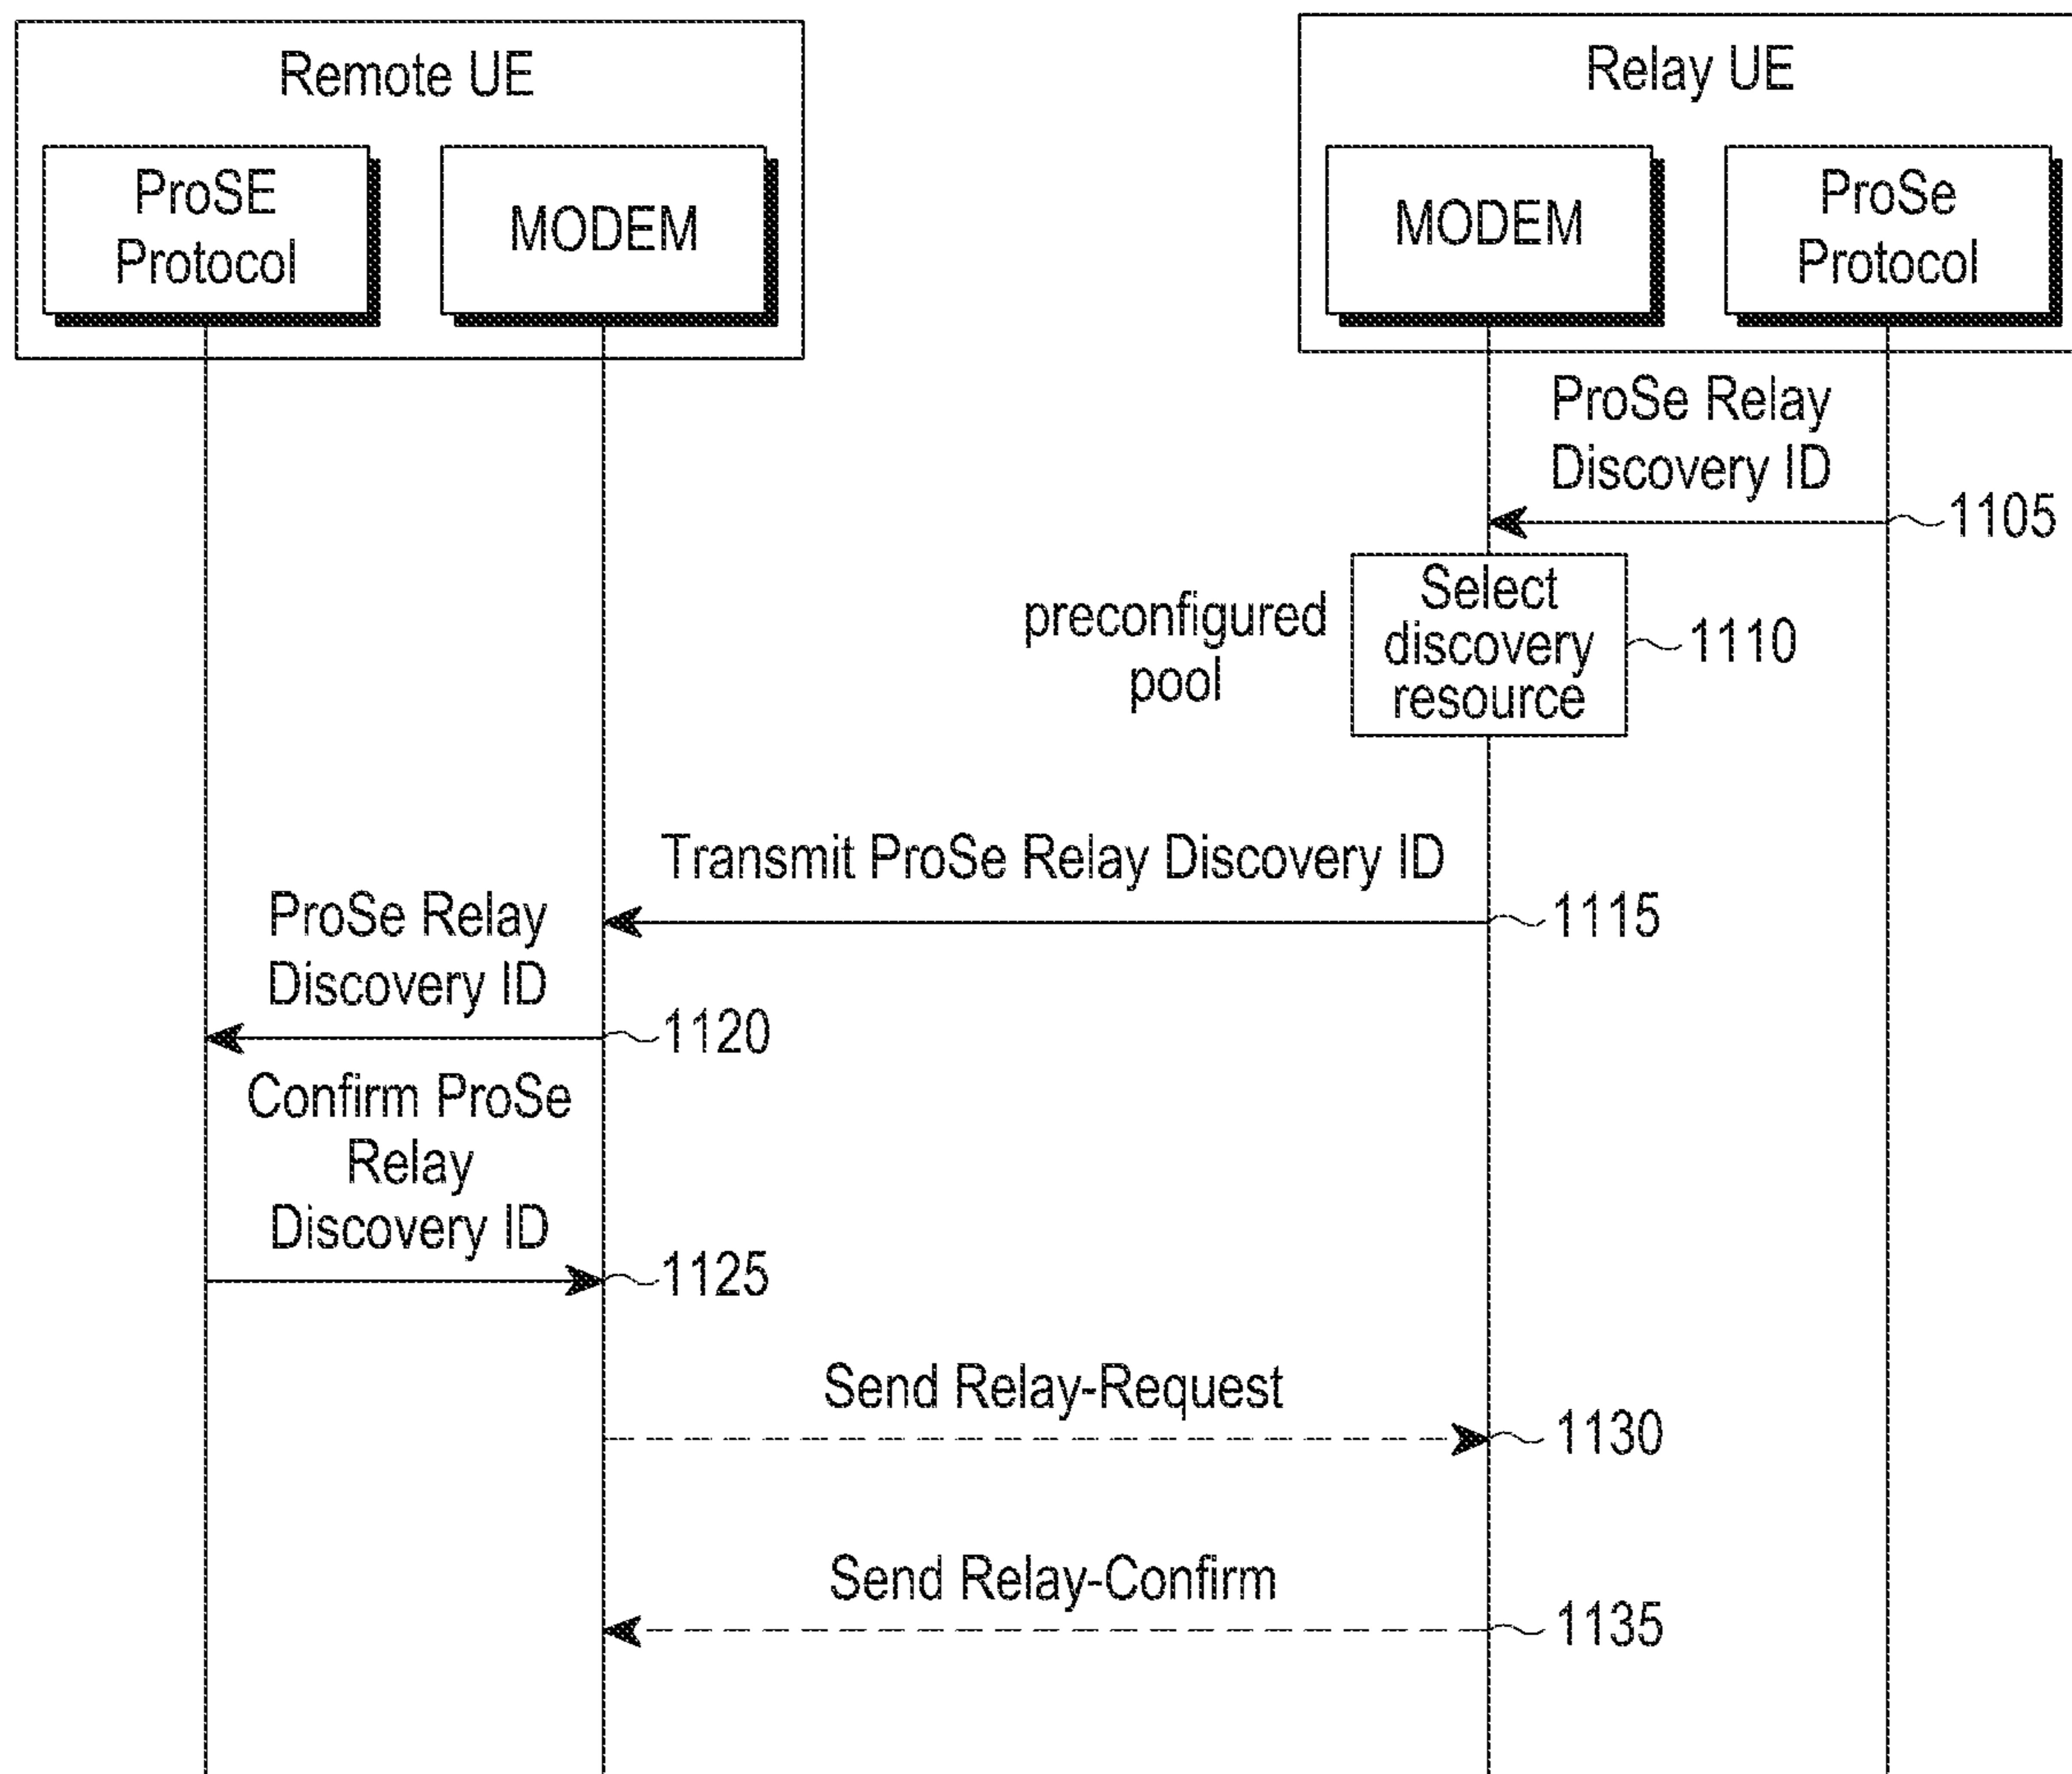 Remote UE
Relay UE
ProSE
Protocol
MODEM
MODEM
ProSe
Protocol
ProSe Relay
Discovery ID
1105
preconfigured
pool
Select
discovery
resource
1110
Transmit ProSe Relay Discovery ID
1115
ProSe Relay
Discovery ID
1120
Confirm ProSe
Relay
Discovery ID
1125
Send Relay-Request
1130
Send Relay-Confirm
1135